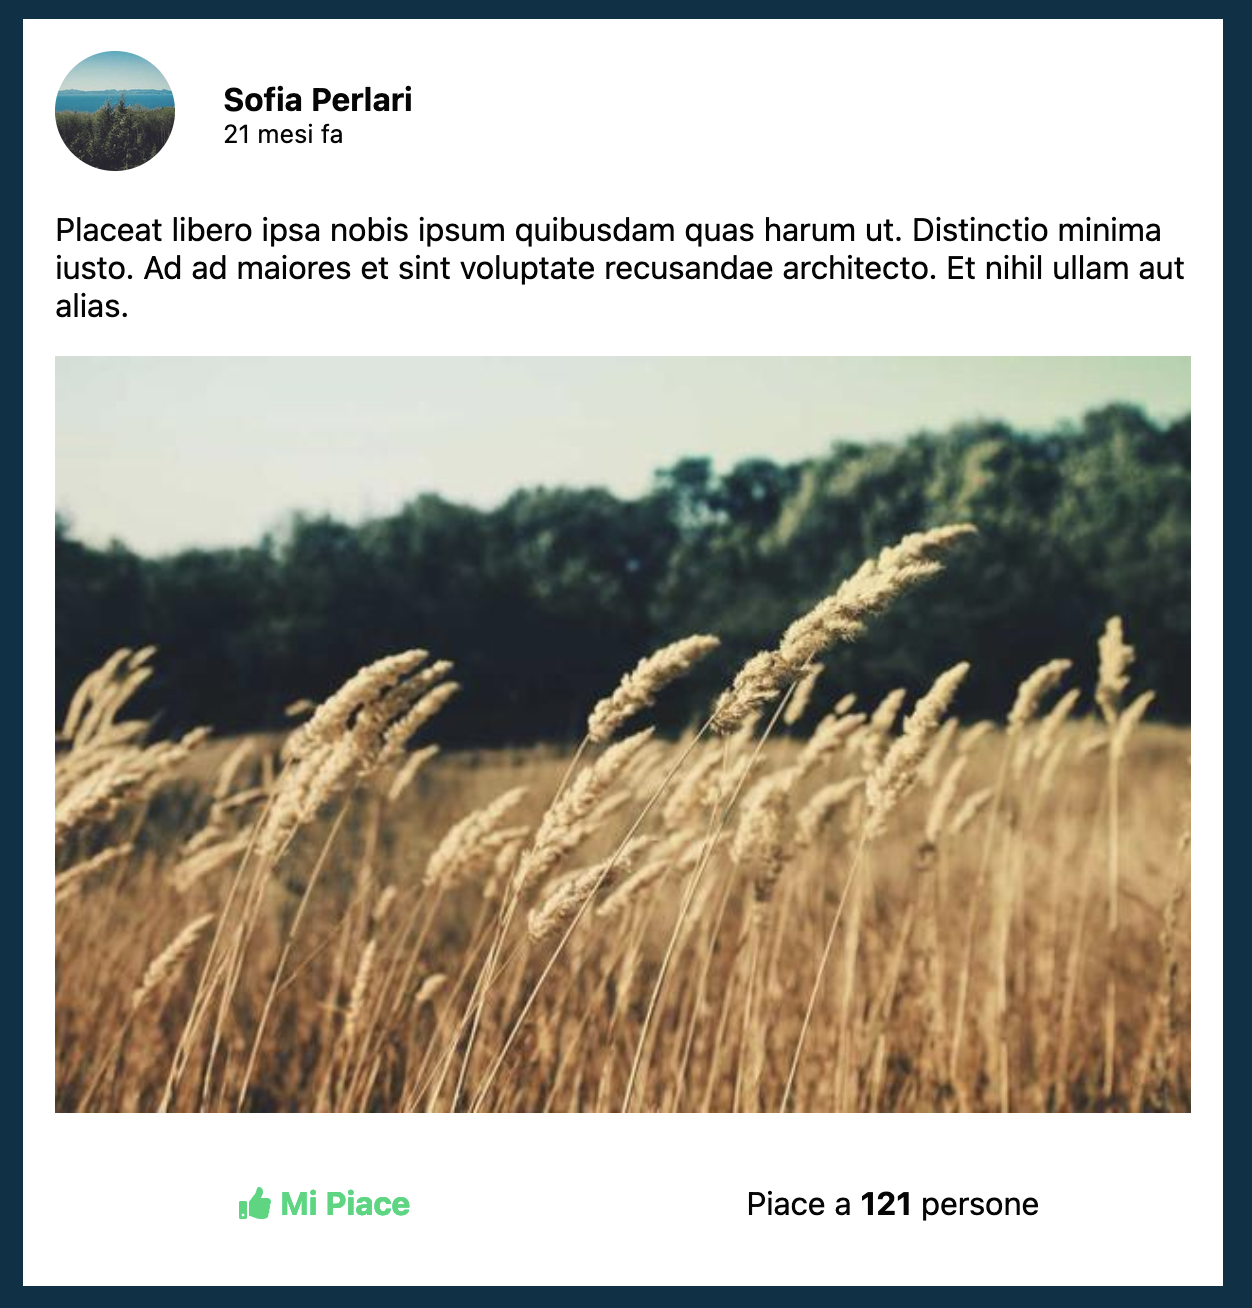 Sofia Perlari
21 mesi fa
Placeat libero ipsa nobis ipsum quibusdam quas harum ut. Distinctio minima
iusto. Ad ad maiores et sint voluptate recusandae architecto. Et nihil ullam aut
alias.
Mi Piace
Piace a 121 persone